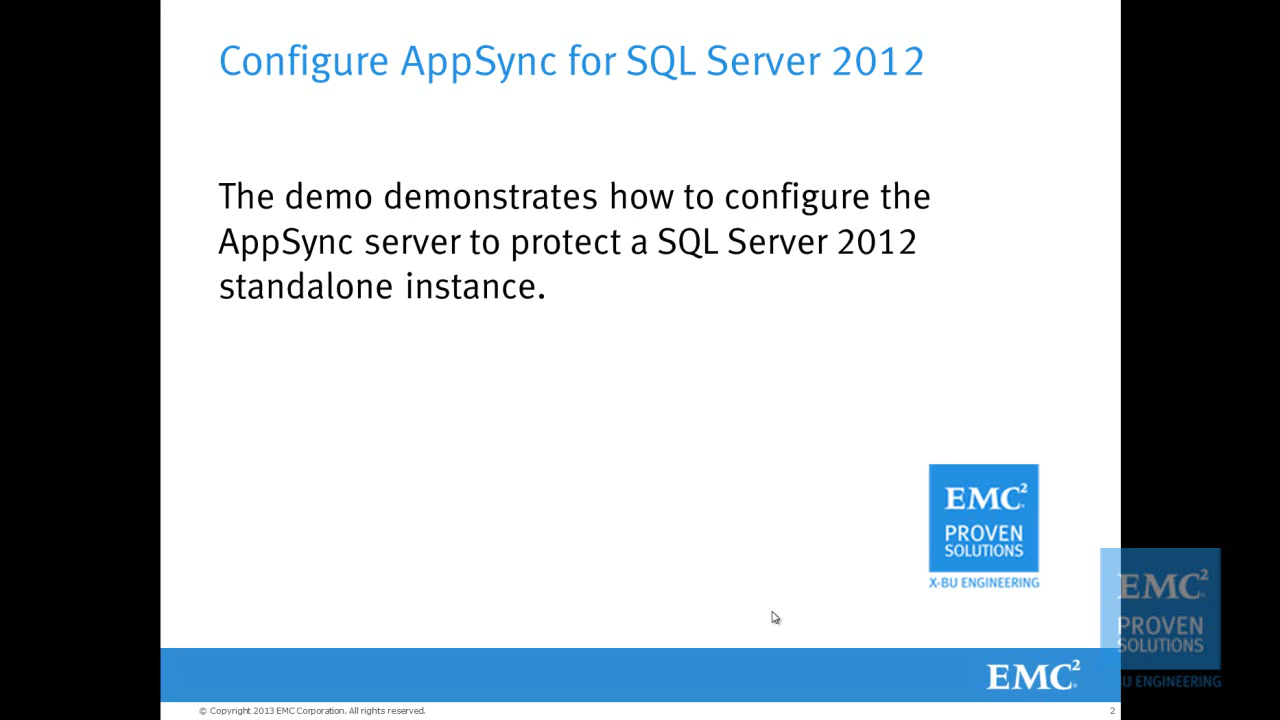 Configure AppSync for SQL Server 2012
The demo demonstrates how to configure the
AppSync server to protect a SQL Server 2012
standalone instance.
EMC²
PROVEN
SOLUTIONS
X-BU ENGINEERING
EMC²
PROVEN
SOLUTIONS
BU ENGINEERING
EMC²
© Copyright 2013 EMC Corporation. All rights reserved.
2